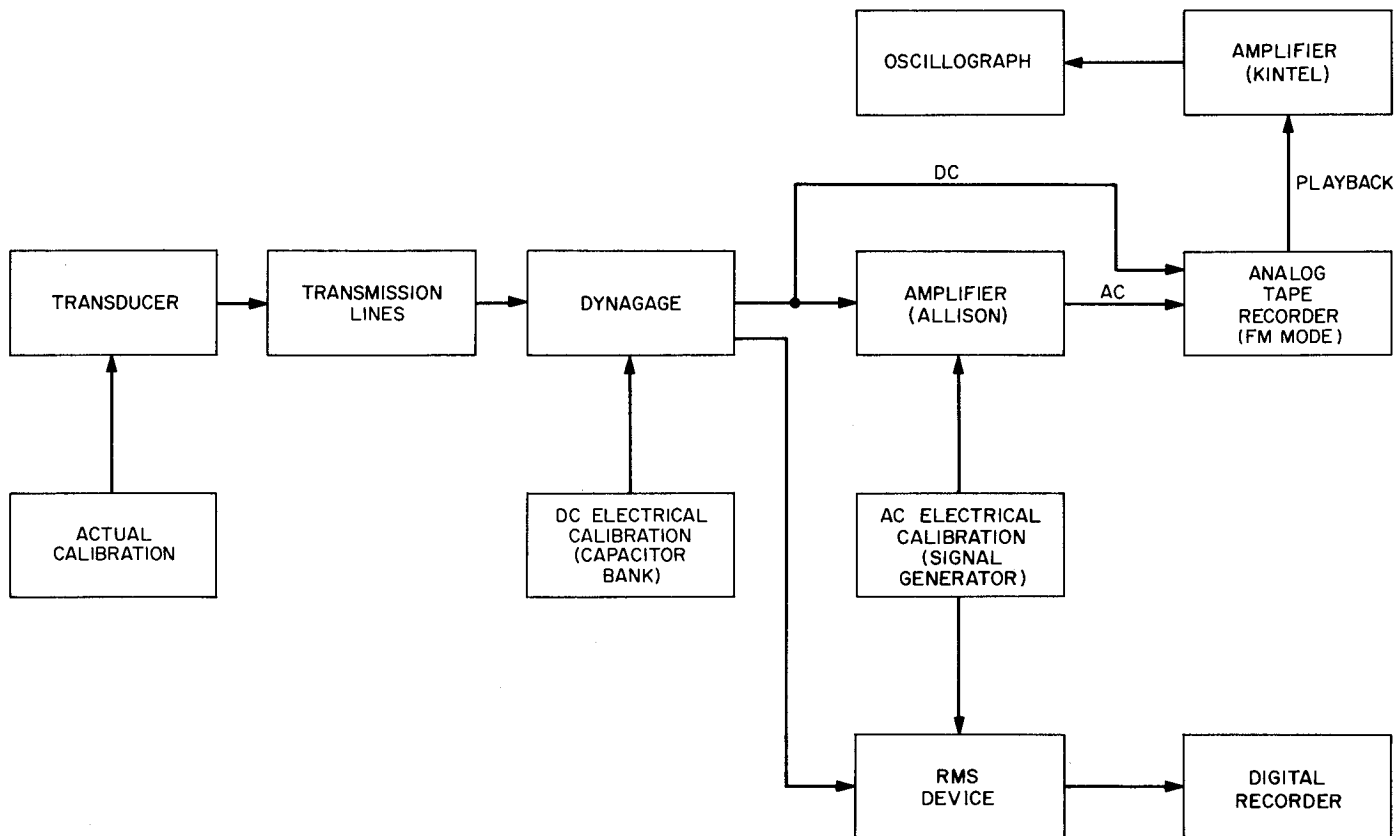 OSCILLOGRAPH
AMPLIFIER
(KINTEL)
DC
PLAYBACK
TRANSDUCER
TRANSMISSION
LINES
DYNAGAGE
AMPLIFIER
(ALLISON)
AC
ANALOG
TAPE
RECORDER
(FM MODE)
ACTUAL
CALIBRATION
DC ELECTRICAL
CALIBRATION
(CAPACITOR
BANK)
AC ELECTRICAL
CALIBRATION
(SIGNAL
GENERATOR)
RMS
DEVICE
DIGITAL
RECORDER